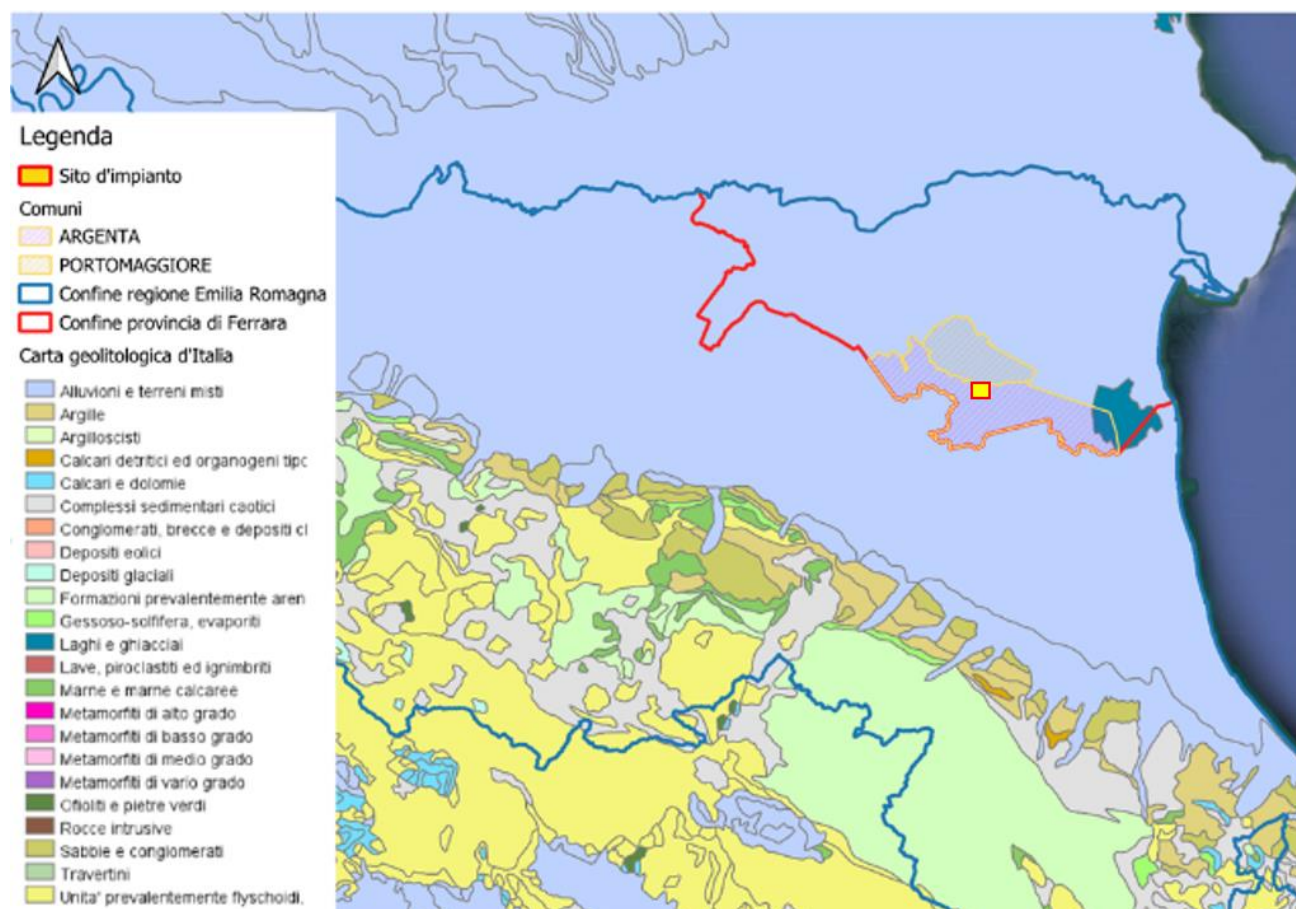 Legenda
Sito d'impianto
Comuni
ARGENTA
PORTOMAGGIORE
Confine regione Emilia Romagna
Confine provincia di Ferrara
Carta geolitologica d'Italia
Alluvioni e terreni misti
Argille
Argilloscisti
Calcari detritici ed organogeni tipc
Calcari e dolomie
Complessi sedimentari caotici
Conglomerati, brecce e depositi cl
Depositi eolici
Depositi glaciali
Formazioni prevalentemente aren
Gessoso-solfifera, evaporiti
Laghi e ghiacciai
Lave, piroclastiti ed ignimbriti
Marne e marne calcaree
Metamorfiti di alto grado
Metamorfiti di basso grado
Metamorfiti di medio grado
Metamorfiti di vario grado
Ofioliti e pietre verdi
Rocce intrusive
Sabbie e conglomerati
Travertini
Unita' prevalentemente flyschoidi,